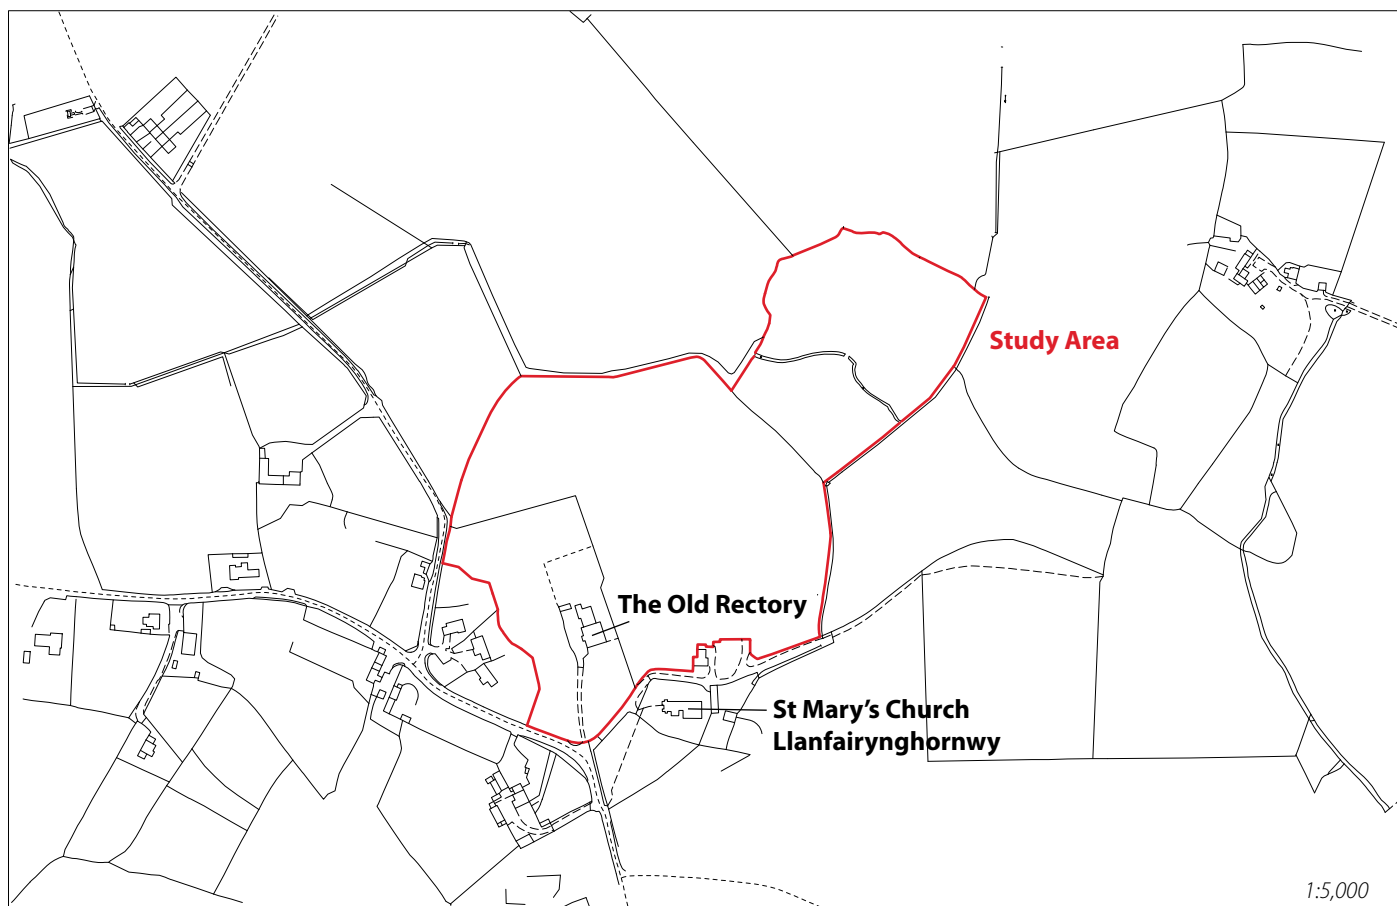 Study Area
The Old Rectory
St Mary's Church
Llanfairynghornwy
1:5,000